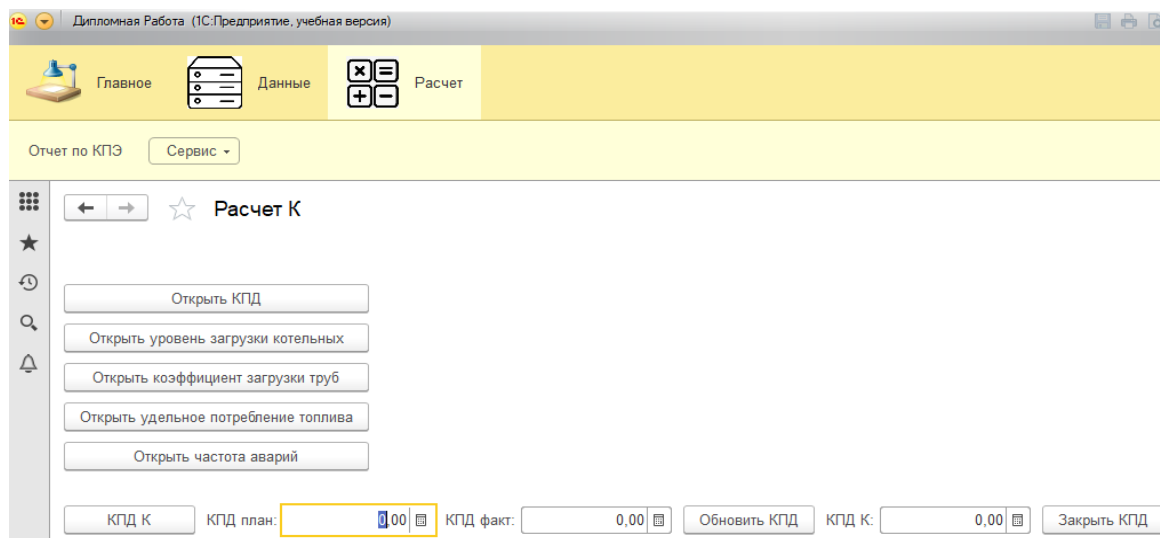 1С Дипломная Работа (1С:Предприятие, учебная версия)
Главное Данные Расчет
Отчет по КПЭ Сервис
Расчет К
Открыть КПД
Открыть уровень загрузки котельных
Открыть коэффициент загрузки труб
Открыть удельное потребление топлива
Открыть частота аварий
КПД К КПД план: 0,00 КПД факт: 0,00 Обновить КПД КПД К: 0,00 Закрыть КПД